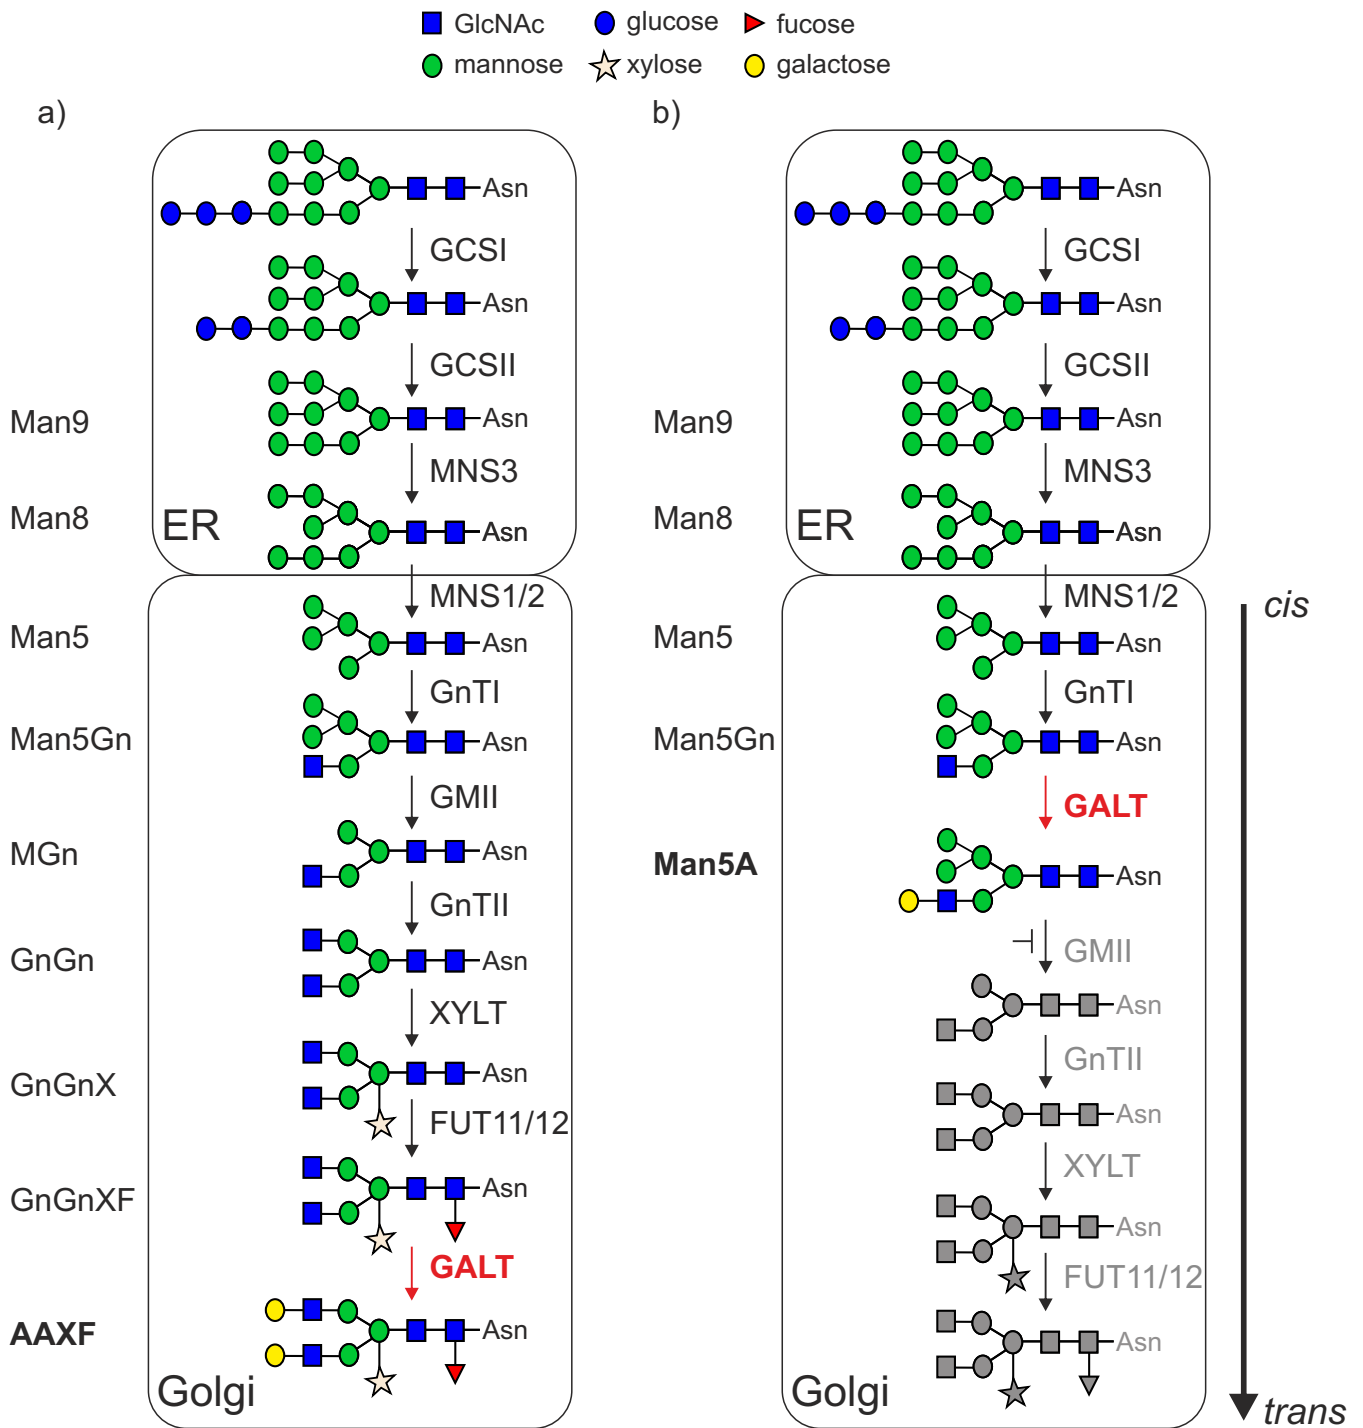 GlcNAc glucose fucose
mannose xylose galactose
a)
Asn
GCSI
Asn
GCSII
Man9
Asn
MNS3
Man8
Asn
ER
MNS1/2
Man5
Asn
GnTI
Man5Gn
Asn
GMII
MGn
Asn
GnTII
GnGn
Asn
XYLT
GnGnX
Asn
FUT11/12
GnGnXF
Asn
GALT
AAXF
Asn
Golgi
b)
Asn
GCSI
Asn
GCSII
Man9
Asn
MNS3
Man8
Asn
ER
MNS1/2
cis
Man5
Asn
GnTI
Man5Gn
Asn
GALT
Man5A
Asn
GMII
Asn
GnTII
Asn
XYLT
Asn
FUT11/12
Asn
Golgi
trans